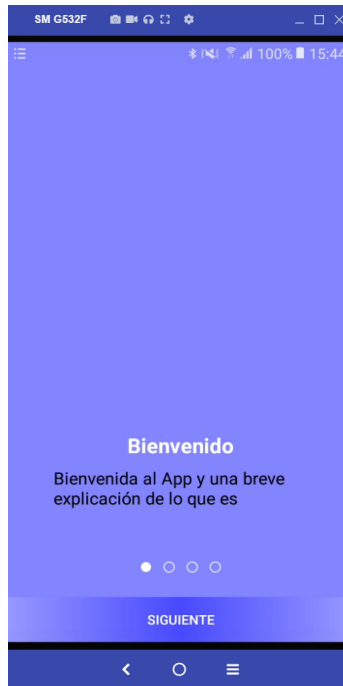 SM G532F
100% 15:44
Bienvenido
Bienvenida al App y una breve
explicación de lo que es
SIGUIENTE